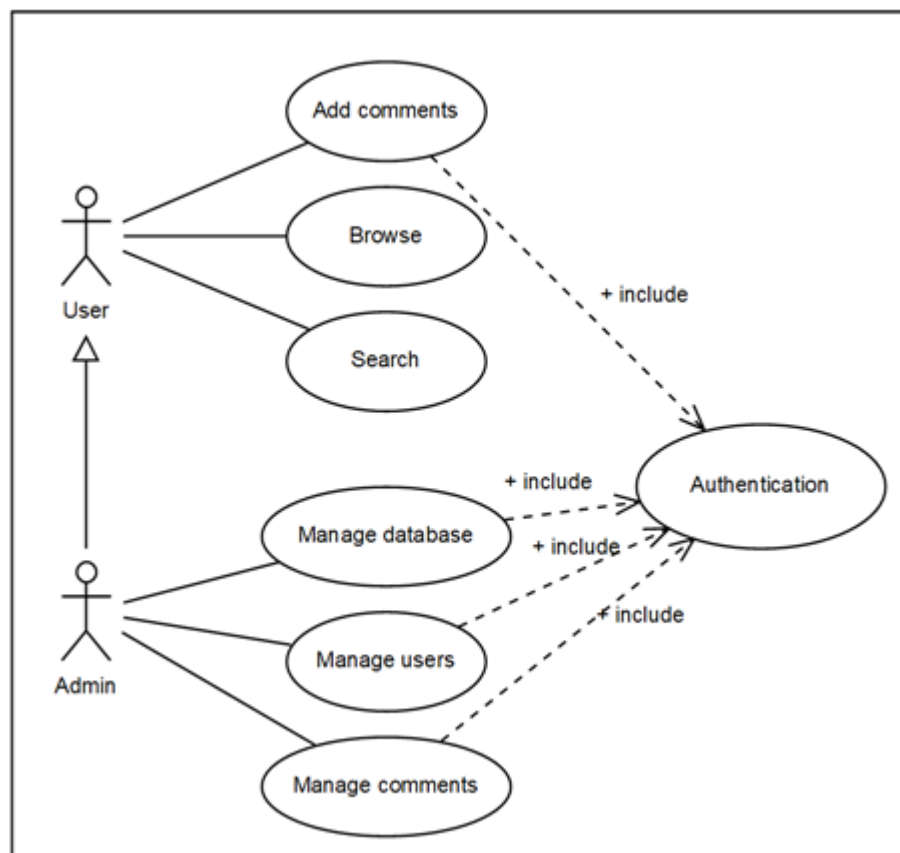 Add comments
Browse
User
+ include
Search
Authentication
+ include
Manage database
+ include
+ include
Manage users
Admin
Manage comments